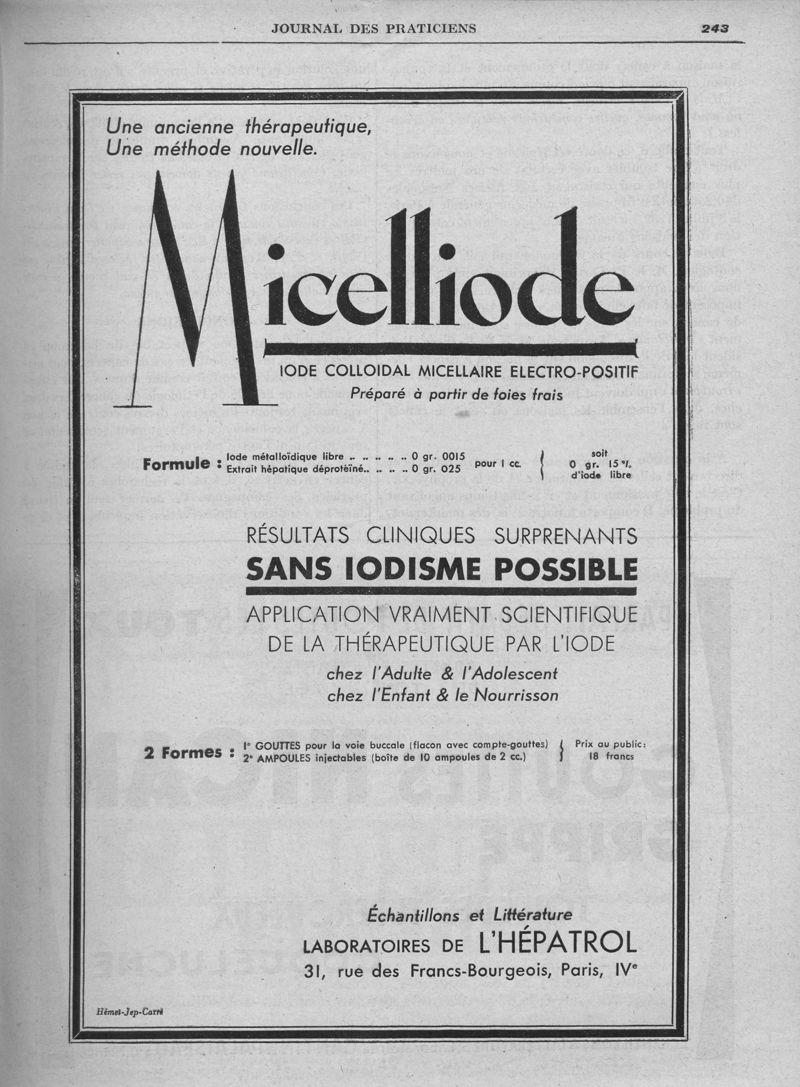 JOURNAL DES PRATICIENS 243
Une ancienne thérapeutique,
Une méthode nouvelle.
Micelliode
IODE COLLOIDAL MICELLAIRE ELECTRO-POSITIF
Préparé à partir de foies frais
Formule : Iode métalloïdique libre .. .. .. .. .. 0 gr. 0015
Extrait hépatique déprotéiné.. .. .. .. 0 gr. 025
pour 1 cc.
soit
0 gr. 15 %
d'iode libre
RÉSULTATS CLINIQUES SURPRENANTS
SANS IODISME POSSIBLE
APPLICATION VRAIMENT SCIENTIFIQUE
DE LA THÉRAPEUTIQUE PAR L'IODE
chez l'Adulte & l'Adolescent
chez l'Enfant & le Nourrisson
2 Formes : 1° GOUTTES pour la voie buccale (flacon avec compte-gouttes)
2° AMPOULES injectables (boîte de 10 ampoules de 2 cc.)
Prix au public :
18 francs
Échantillons et Littérature
LABORATOIRES DE L'HÉPATROL
31, rue des Francs-Bourgeois, Paris, IVe
Hémet-Jep-Carré